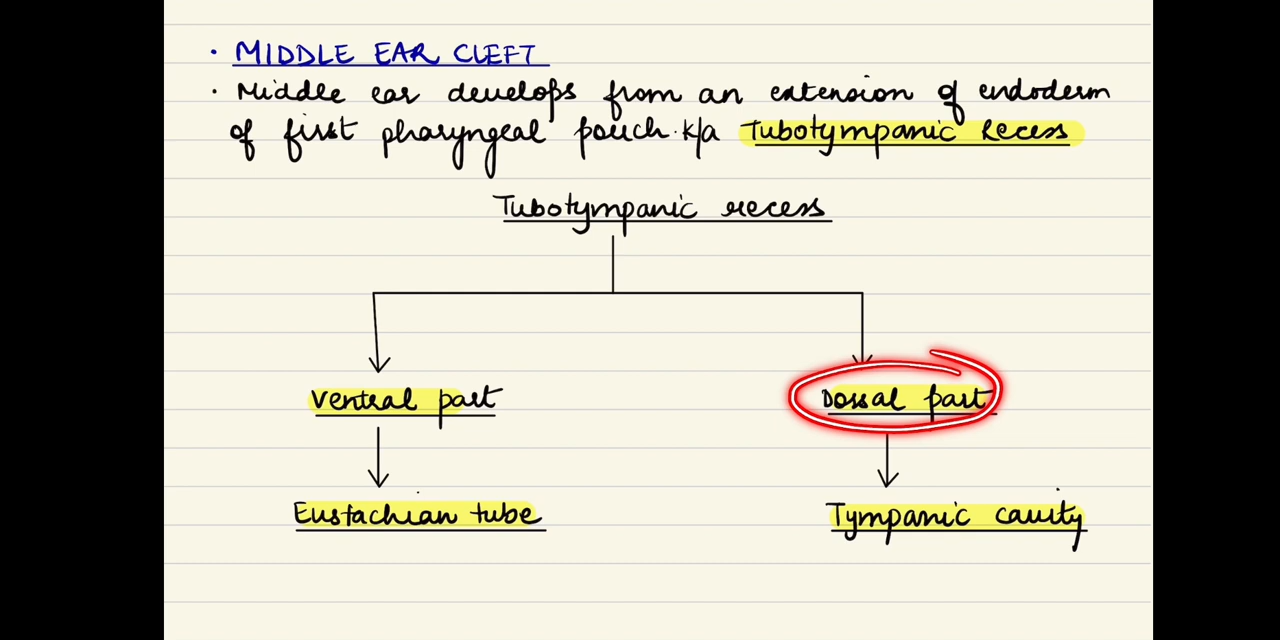 · MIDDLE EAR CLEFT
· Middle ear develops from an extension of endoderm
of first pharyngeal pouch. k/a Tubotympanic Recess
Tubotympanic recess
Ventral part
Dorsal part
Eustachian tube
Tympanic cavity